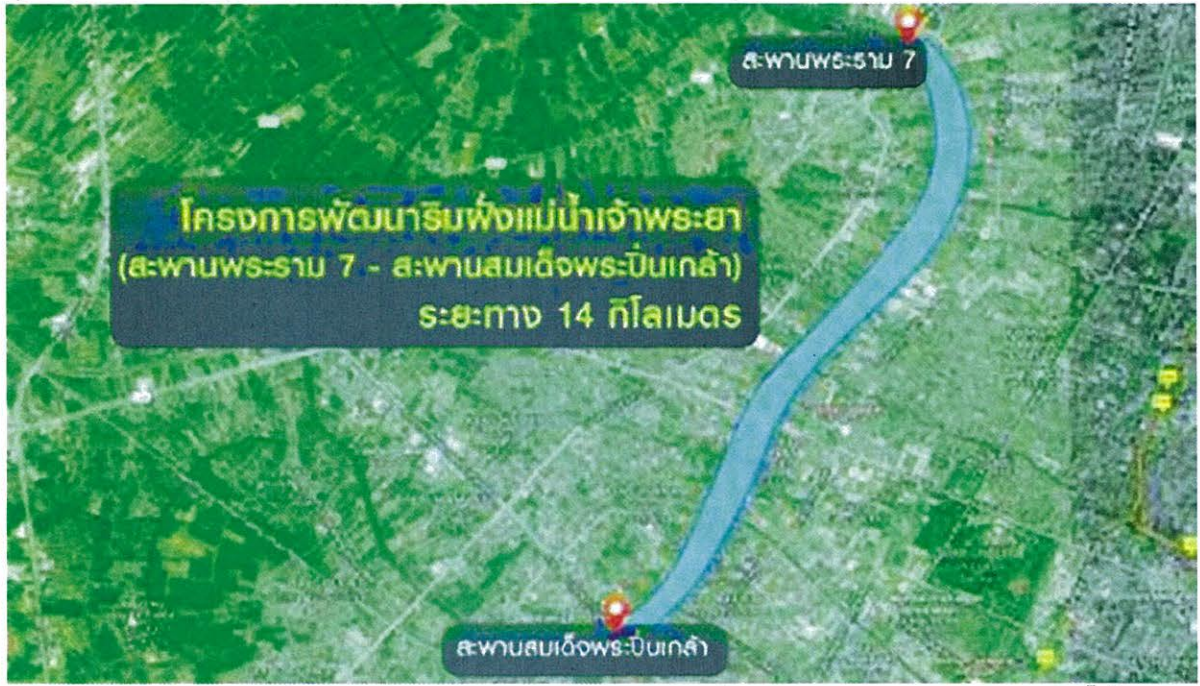 สะพานพระราม 7
โครงการพัฒนาริมฝั่งแม่น้ำเจ้าพระยา
(สะพานพระราม 7 - สะพานสมเด็จพระปิ่นเกล้า)
ระยะทาง 14 กิโลเมตร
สะพานสมเด็จพระปิ่นเกล้า